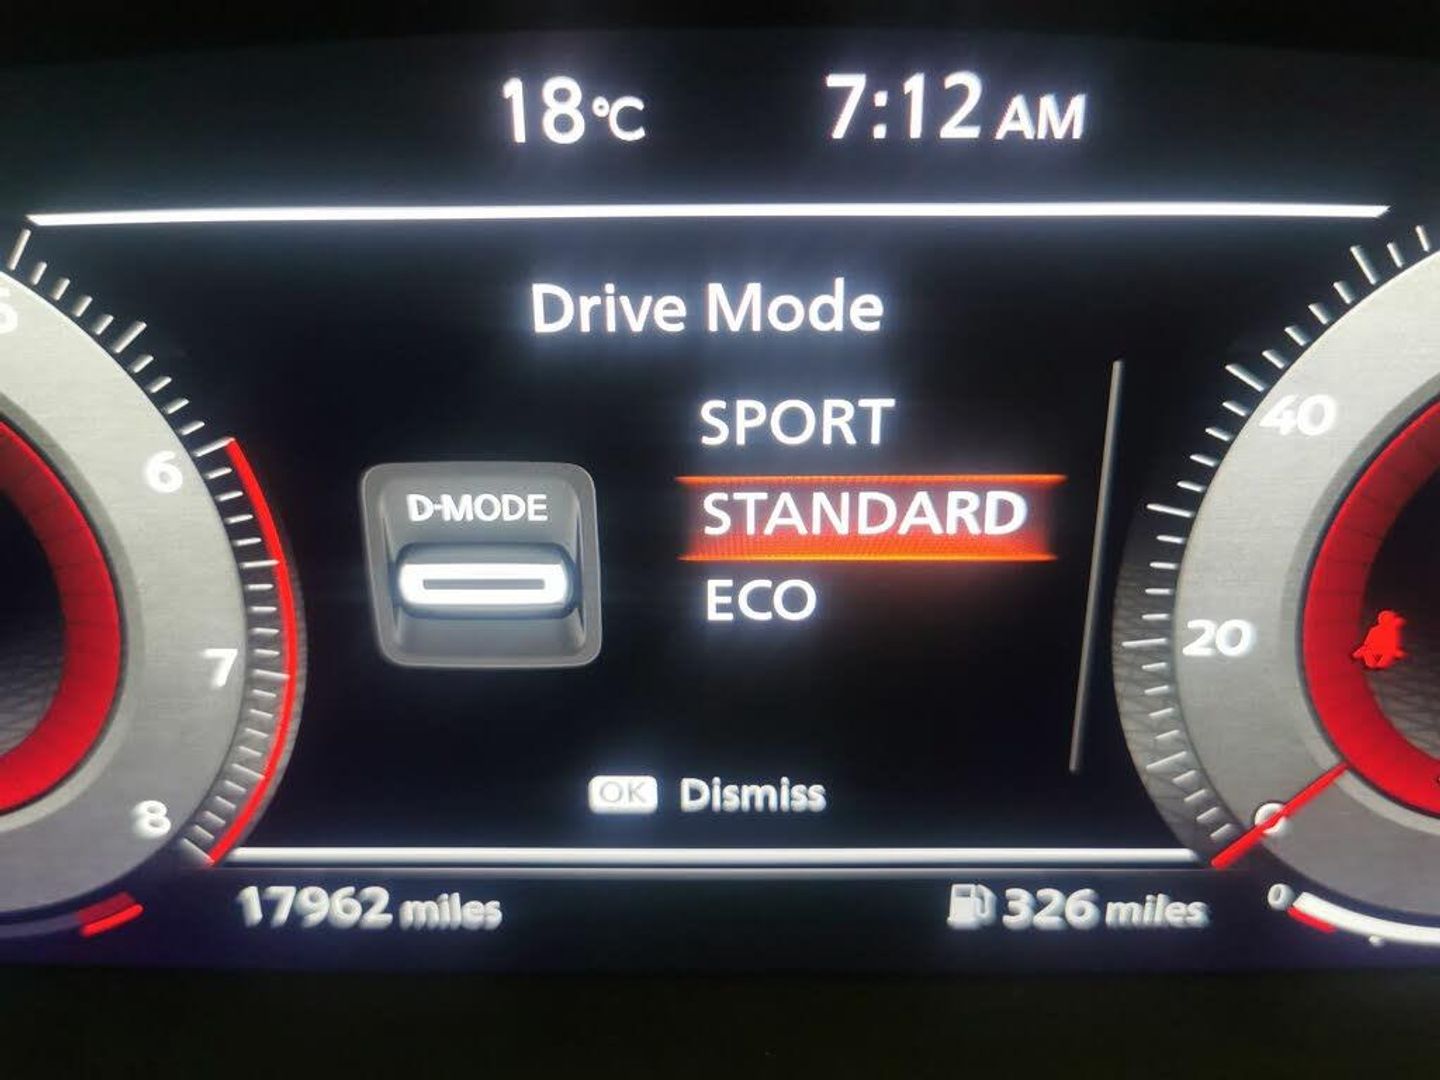 18°C 7:12 AM
Drive Mode
SPORT
D-MODE STANDARD
ECO
40
6
20
7
8
OK Dismiss
17962 miles 326 miles 0